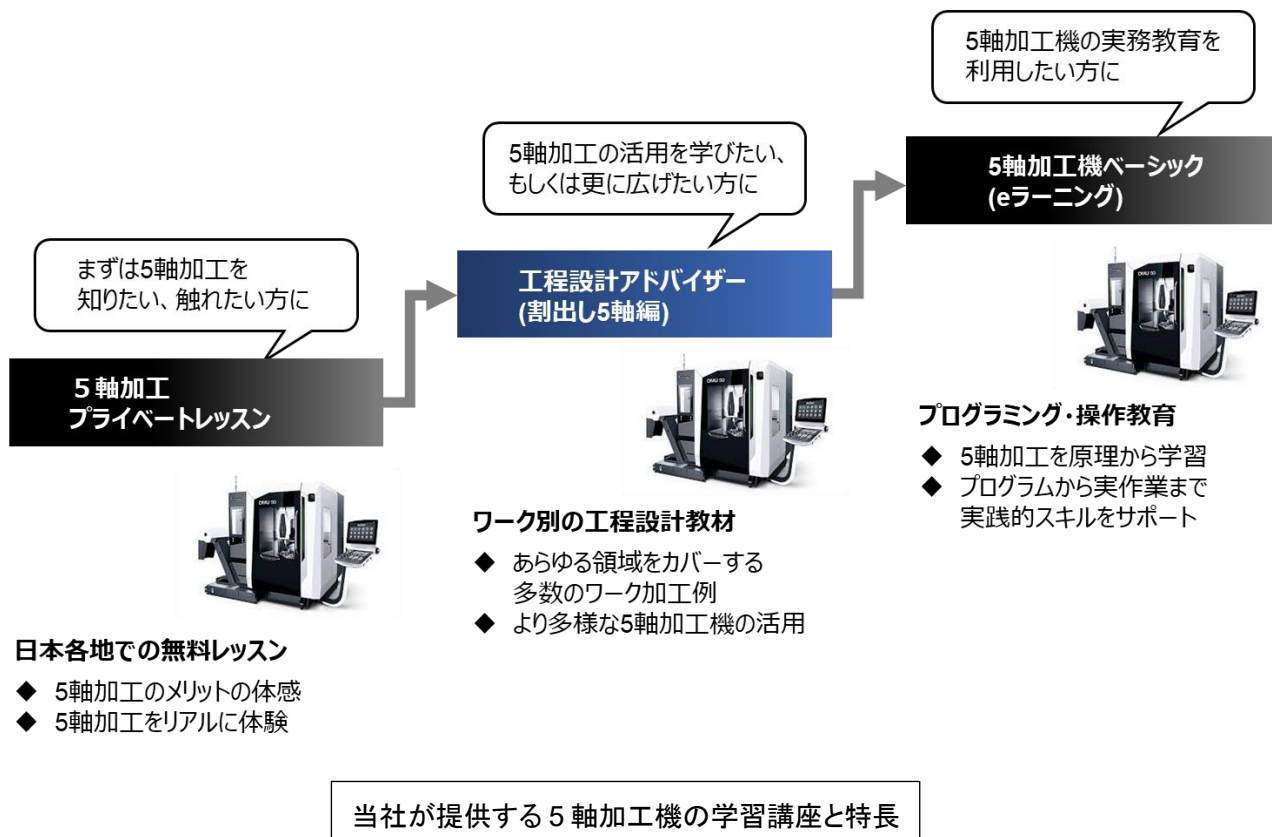 まずは5軸加工を
知りたい、触れたい方に
5軸加工
プライベートレッスン
DMU 50
日本各地での無料レッスン
◆ 5軸加工のメリットの体感
◆ 5軸加工をリアルに体験
5軸加工の活用を学びたい、
もしくは更に広げたい方に
工程設計アドバイザー
(割出し5軸編)
DMU 50
ワーク別の工程設計教材
◆ あらゆる領域をカバーする
多数のワーク加工例
◆ より多様な5軸加工機の活用
5軸加工機の実務教育を
利用したい方に
5軸加工機ベーシック
(eラーニング)
DMU 50
プログラミング・操作教育
◆ 5軸加工を原理から学習
◆ プログラムから実作業まで
実践的スキルをサポート
当社が提供する5軸加工機の学習講座と特長